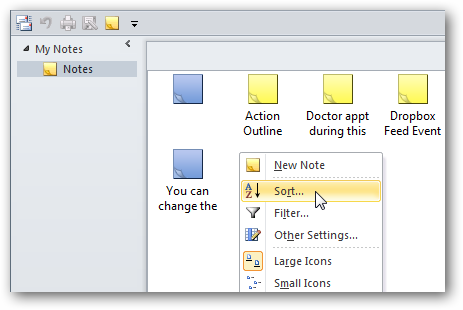 My Notes
Notes
Action
Outline
Doctor appt
during this
Dropbox
Feed Event
You can
change the
New Note
Sort...
Filter...
Other Settings...
Large Icons
Small Icons